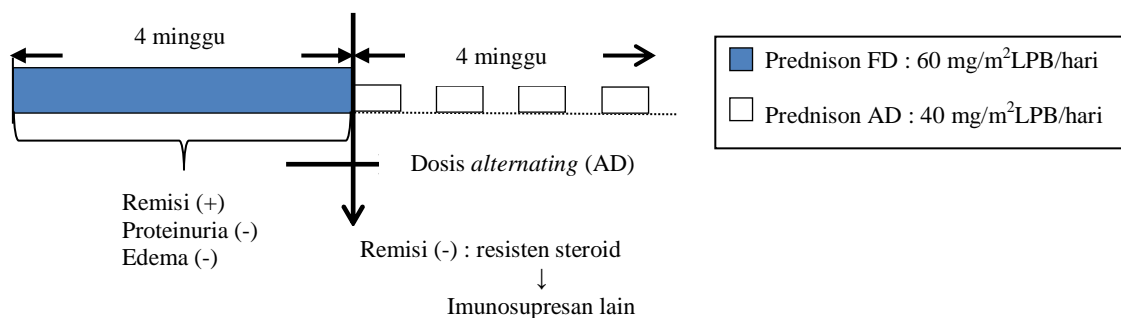 4 minggu
4 minggu
Prednison FD : 60 mg/m²LPB/hari
Prednison AD : 40 mg/m²LPB/hari
Dosis alternating (AD)
Remisi (+)
Proteinuria (-)
Edema (-)
Remisi (-) : resisten steroid
↓
Imunosupresan lain